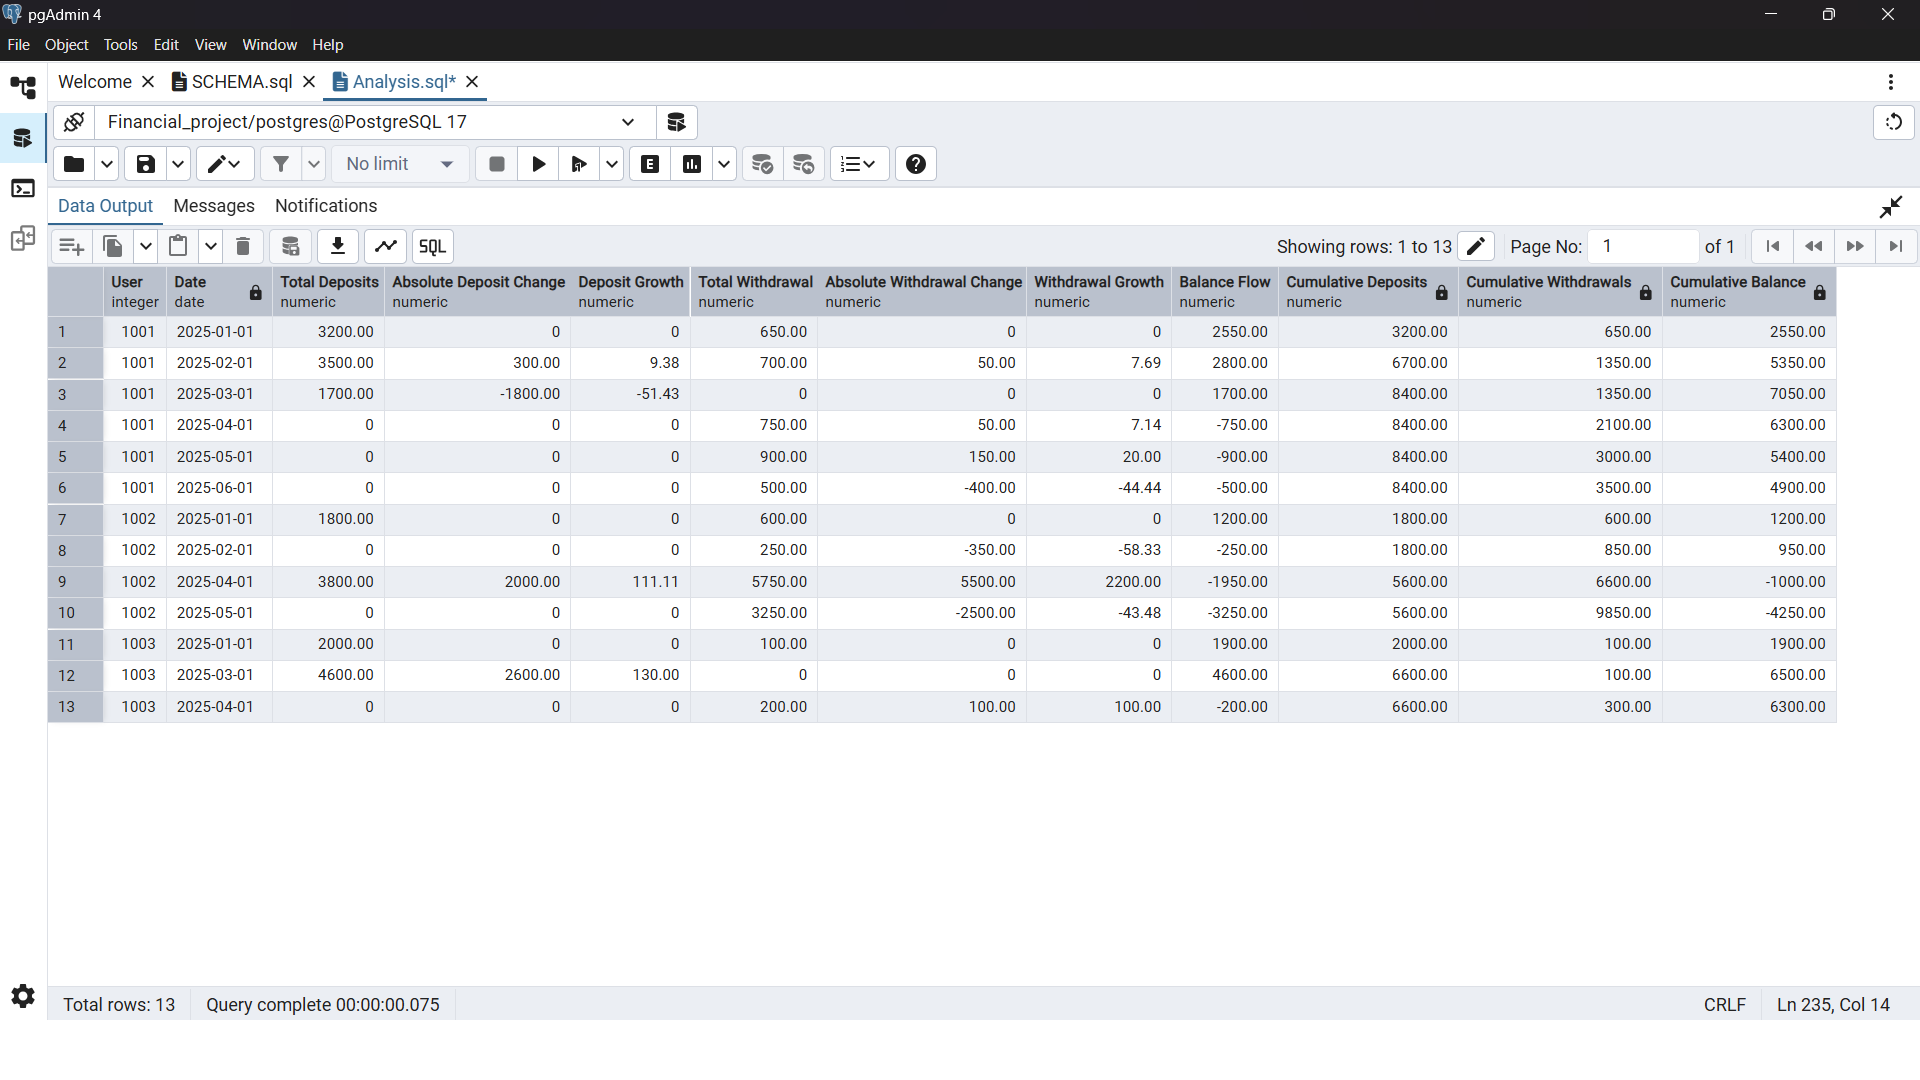 pgAdmin 4
File Object Tools Edit View Window Help
Welcome SCHEMA.sql Analysis.sql*
Financial_project/postgres@PostgreSQL 17
No limit E
Data Output Messages Notifications
SQL Showing rows: 1 to 13 Page No: 1 of 1
User Date Total Deposits Absolute Deposit Change Deposit Growth Total Withdrawal Absolute Withdrawal Change Withdrawal Growth Balance Flow Cumulative Deposits Cumulative Withdrawals Cumulative Balance
integer date numeric numeric numeric numeric numeric numeric numeric numeric numeric numeric
1 1001 2025-01-01 3200.00 0 0 650.00 0 0 2550.00 3200.00 650.00 2550.00
2 1001 2025-02-01 3500.00 300.00 9.38 700.00 50.00 7.69 2800.00 6700.00 1350.00 5350.00
3 1001 2025-03-01 1700.00 -1800.00 -51.43 0 0 0 1700.00 8400.00 1350.00 7050.00
4 1001 2025-04-01 0 0 0 750.00 50.00 7.14 -750.00 8400.00 2100.00 6300.00
5 1001 2025-05-01 0 0 0 900.00 150.00 20.00 -900.00 8400.00 3000.00 5400.00
6 1001 2025-06-01 0 0 0 500.00 -400.00 -44.44 -500.00 8400.00 3500.00 4900.00
7 1002 2025-01-01 1800.00 0 0 600.00 0 0 1200.00 1800.00 600.00 1200.00
8 1002 2025-02-01 0 0 0 250.00 -350.00 -58.33 -250.00 1800.00 850.00 950.00
9 1002 2025-04-01 3800.00 2000.00 111.11 5750.00 5500.00 2200.00 -1950.00 5600.00 6600.00 -1000.00
10 1002 2025-05-01 0 0 0 3250.00 -2500.00 -43.48 -3250.00 5600.00 9850.00 -4250.00
11 1003 2025-01-01 2000.00 0 0 100.00 0 0 1900.00 2000.00 100.00 1900.00
12 1003 2025-03-01 4600.00 2600.00 130.00 0 0 0 4600.00 6600.00 100.00 6500.00
13 1003 2025-04-01 0 0 0 200.00 100.00 100.00 -200.00 6600.00 300.00 6300.00
Total rows: 13 Query complete 00:00:00.075 CRLF Ln 235, Col 14